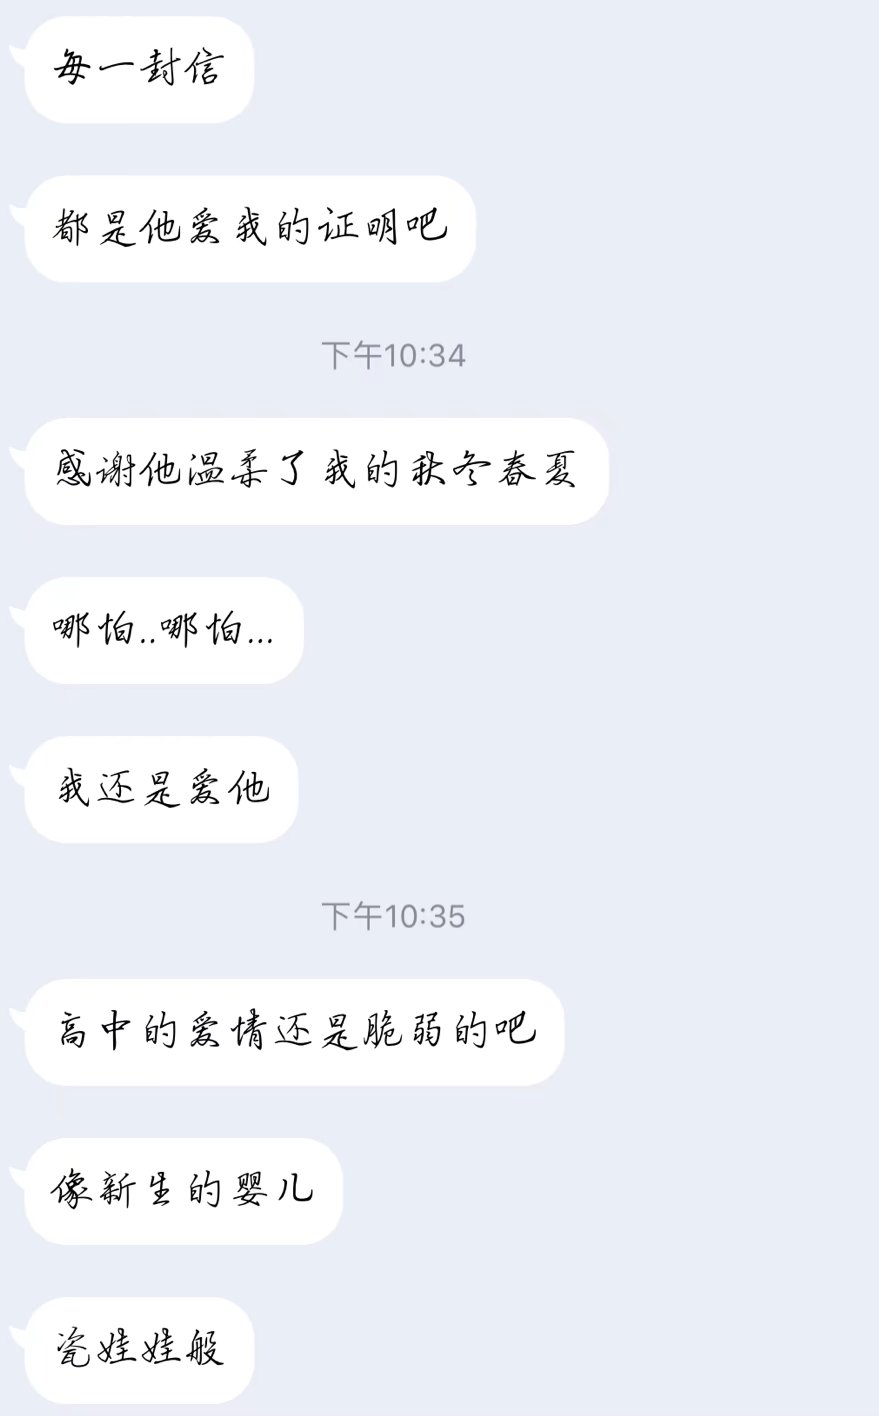 每一封信
都是他爱我的证明吧
下午10:34
感谢他温柔了我的秋冬春夏
哪怕..哪怕...
我还是爱他
下午10:35
高中的爱情还是脆弱的吧
像新生的婴儿
瓷娃娃般